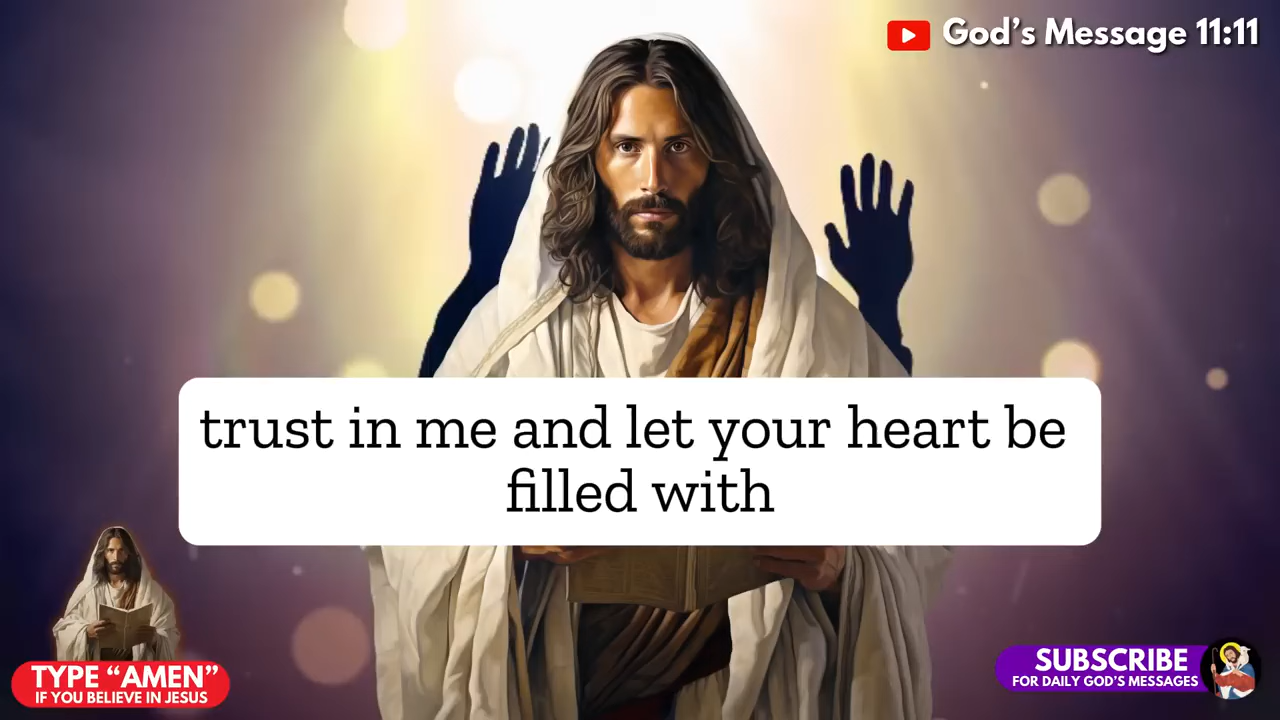 God's Message 11:11
trust in me and let your heart be
filled with
TYPE “AMEN”
IF YOU BELIEVE IN JESUS
SUBSCRIBE
FOR DAILY GOD'S MESSAGES